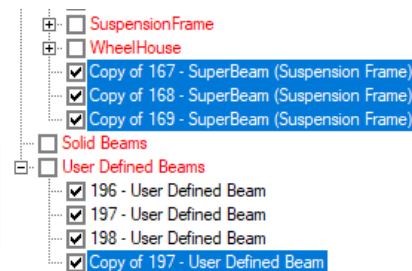 SuspensionFrame
WheelHouse
Copy of 167 - SuperBeam (Suspension Frame)
Copy of 168 - SuperBeam (Suspension Frame)
Copy of 169 - SuperBeam (Suspension Frame)
Solid Beams
User Defined Beams
196 - User Defined Beam
197 - User Defined Beam
198 - User Defined Beam
Copy of 197 - User Defined Beam